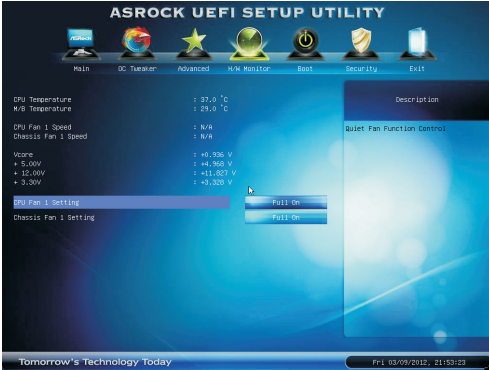 ASROCK UEFI SETUP UTILITY
ASRock
Main OC Tweaker Advanced H/W Monitor Boot Security Exit
CPU Temperature : 37.0 °C
M/B Temperature : 29.0 °C
CPU Fan 1 Speed : N/A
Chassis Fan 1 Speed : N/A
Vcore : +0.936 V
+ 5.00V : +4.968 V
+ 12.00V : +11.827 V
+ 3.30V : +3.328 V
CPU Fan 1 Setting Full On
Chassis Fan 1 Setting Full On
Description
Quiet Fan Function Control
Tomorrow's Technology Today
Fri 03/09/2012, 21:53:23